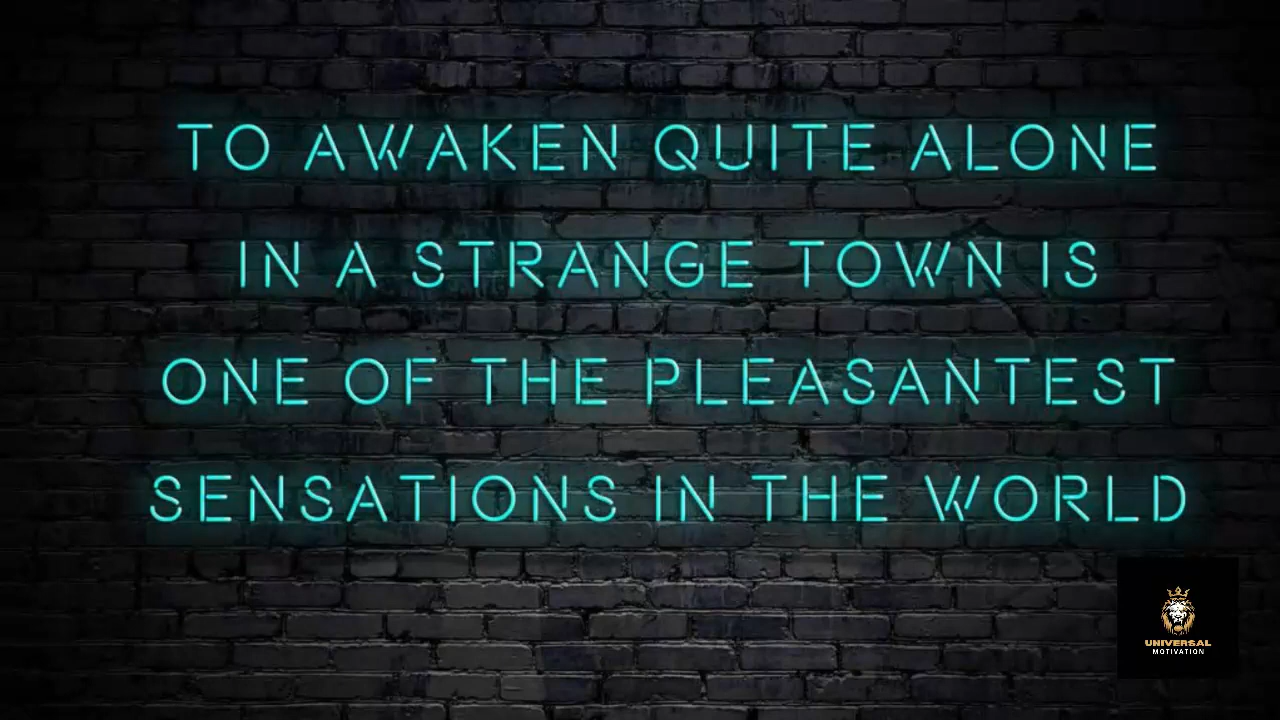 TO AWAKEN QUITE ALONE
IN A STRANGE TOWN IS
ONE OF THE PLEASANTEST
SENSATIONS IN THE WORLD
UNIVERSAL
MOTIVATION